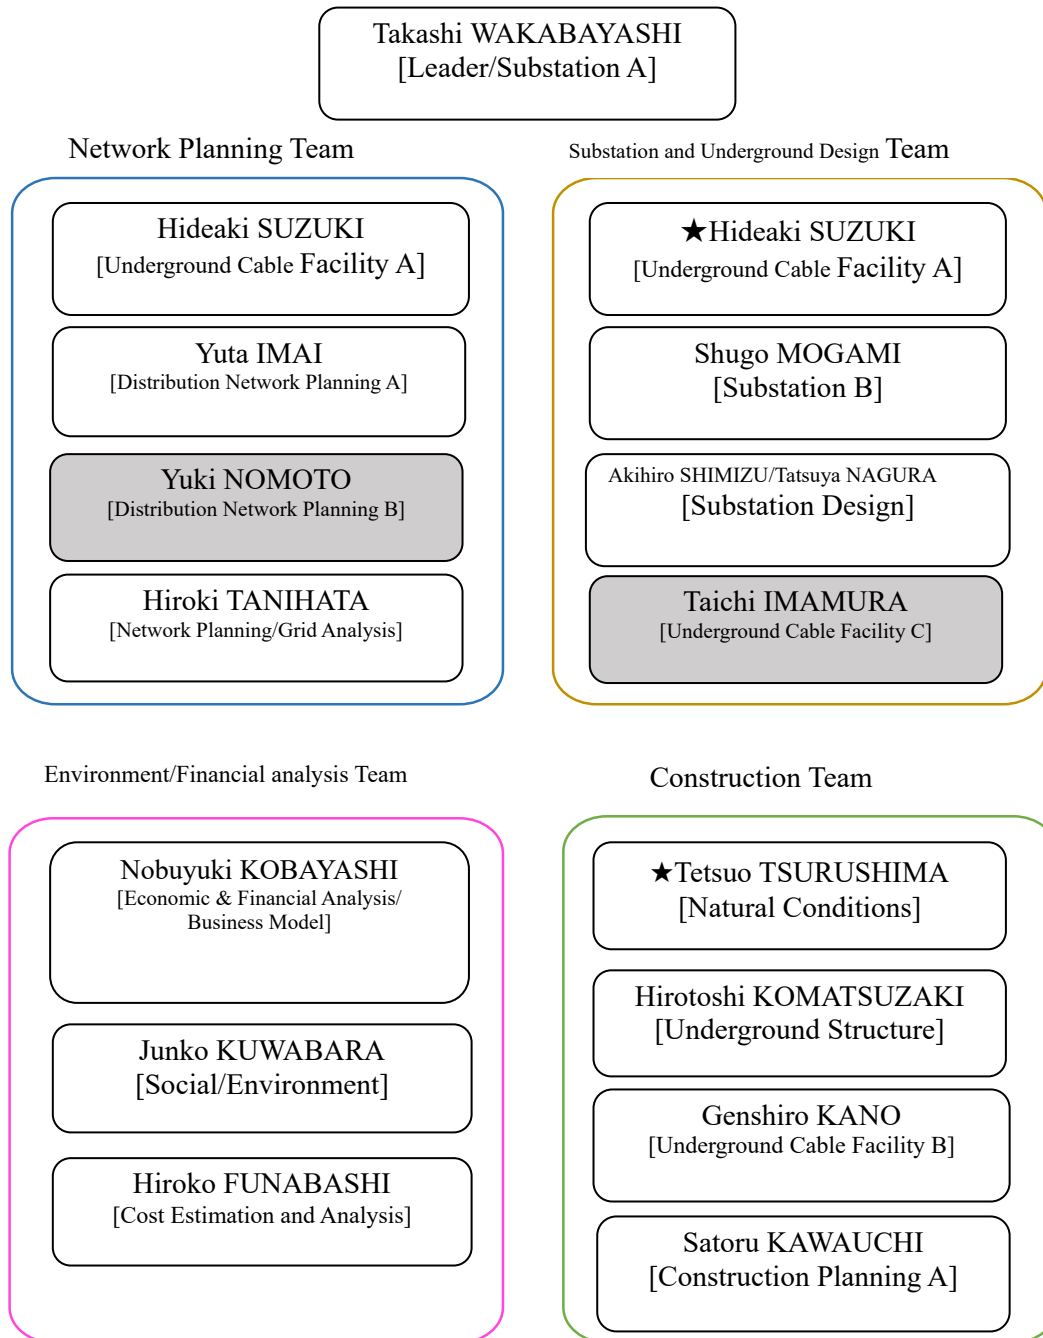 Takashi WAKABAYASHI
[Leader/Substation A]
Network Planning Team
Hideaki SUZUKI
[Underground Cable Facility A]
Yuta IMAI
[Distribution Network Planning A]
Yuki NOMOTO
[Distribution Network Planning B]
Hiroki TANIHATA
[Network Planning/Grid Analysis]
Substation and Underground Design Team
★Hideaki SUZUKI
[Underground Cable Facility A]
Shugo MOGAMI
[Substation B]
Akihiro SHIMIZU/Tatsuya NAGURA
[Substation Design]
Taichi IMAMURA
[Underground Cable Facility C]
Environment/Financial analysis Team
Nobuyuki KOBAYASHI
[Economic & Financial Analysis/
Business Model]
Junko KUWABARA
[Social/Environment]
Hiroko FUNABASHI
[Cost Estimation and Analysis]
Construction Team
★Tetsuo TSURUSHIMA
[Natural Conditions]
Hirotoshi KOMATSUZAKI
[Underground Structure]
Genshiro KANO
[Underground Cable Facility B]
Satoru KAWAUCHI
[Construction Planning A]